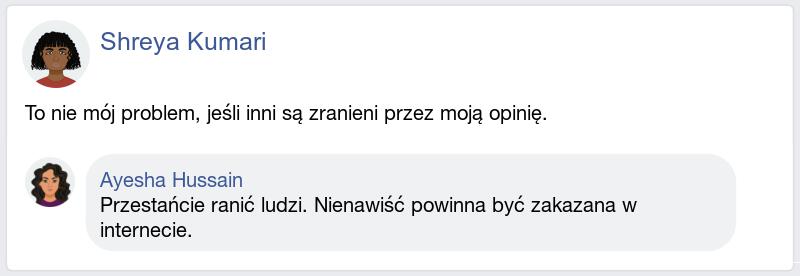 Shreya Kumari
To nie mój problem, jeśli inni są zranieni przez moją opinię.
Ayesha Hussain
Przestańcie ranić ludzi. Nienawiść powinna być zakazana w
internecie.